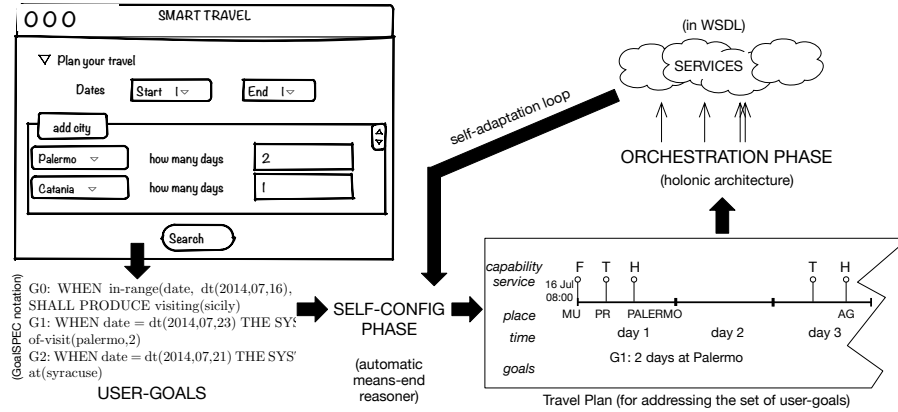 SMART TRAVEL
Plan your travel
Dates Start End
add city
Palermo how many days 2
Catania how many days 1
Search
(GoalSPEC notation)
G0: WHEN in-range(date, dt(2014,07,16),
SHALL PRODUCE visiting(sicily)
G1: WHEN date = dt(2014,07,23) THE SYS
of-visit(palermo,2)
G2: WHEN date = dt(2014,07,21) THE SYS
at(syracuse)
USER-GOALS
SELF-CONFIG
PHASE
(automatic
means-end
reasoner)
self-adaptation loop
(in WSDL)
SERVICES
ORCHESTRATION PHASE
(holonic architecture)
capability
service
F T H T H
16 Jul
08:00
place
MU PR PALERMO AG
time
day 1 day 2 day 3
goals
G1: 2 days at Palermo
Travel Plan (for addressing the set of user-goals)